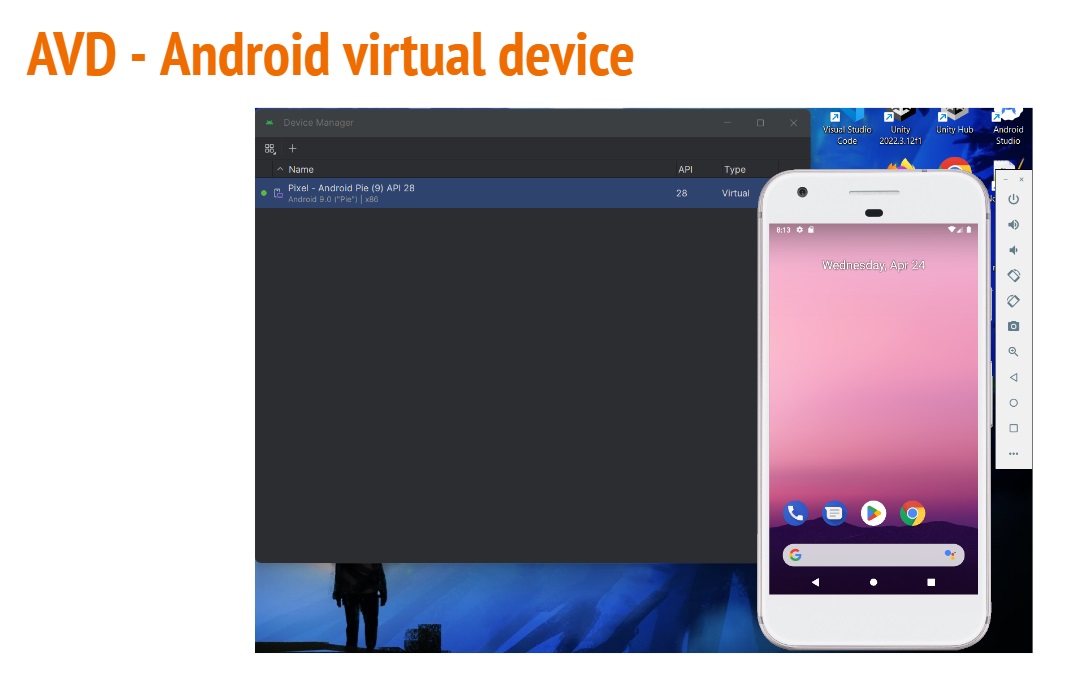 AVD - Android virtual device
Device Manager
Name API Type
Pixel - Android Pie (9) API 28
Android 9.0 ("Pie") | x86
28 Virtual
Visual Studio
Code
Unity
2022.3.12f1
Unity Hub
Android
Studio
8:13
Wednesday, Apr 24